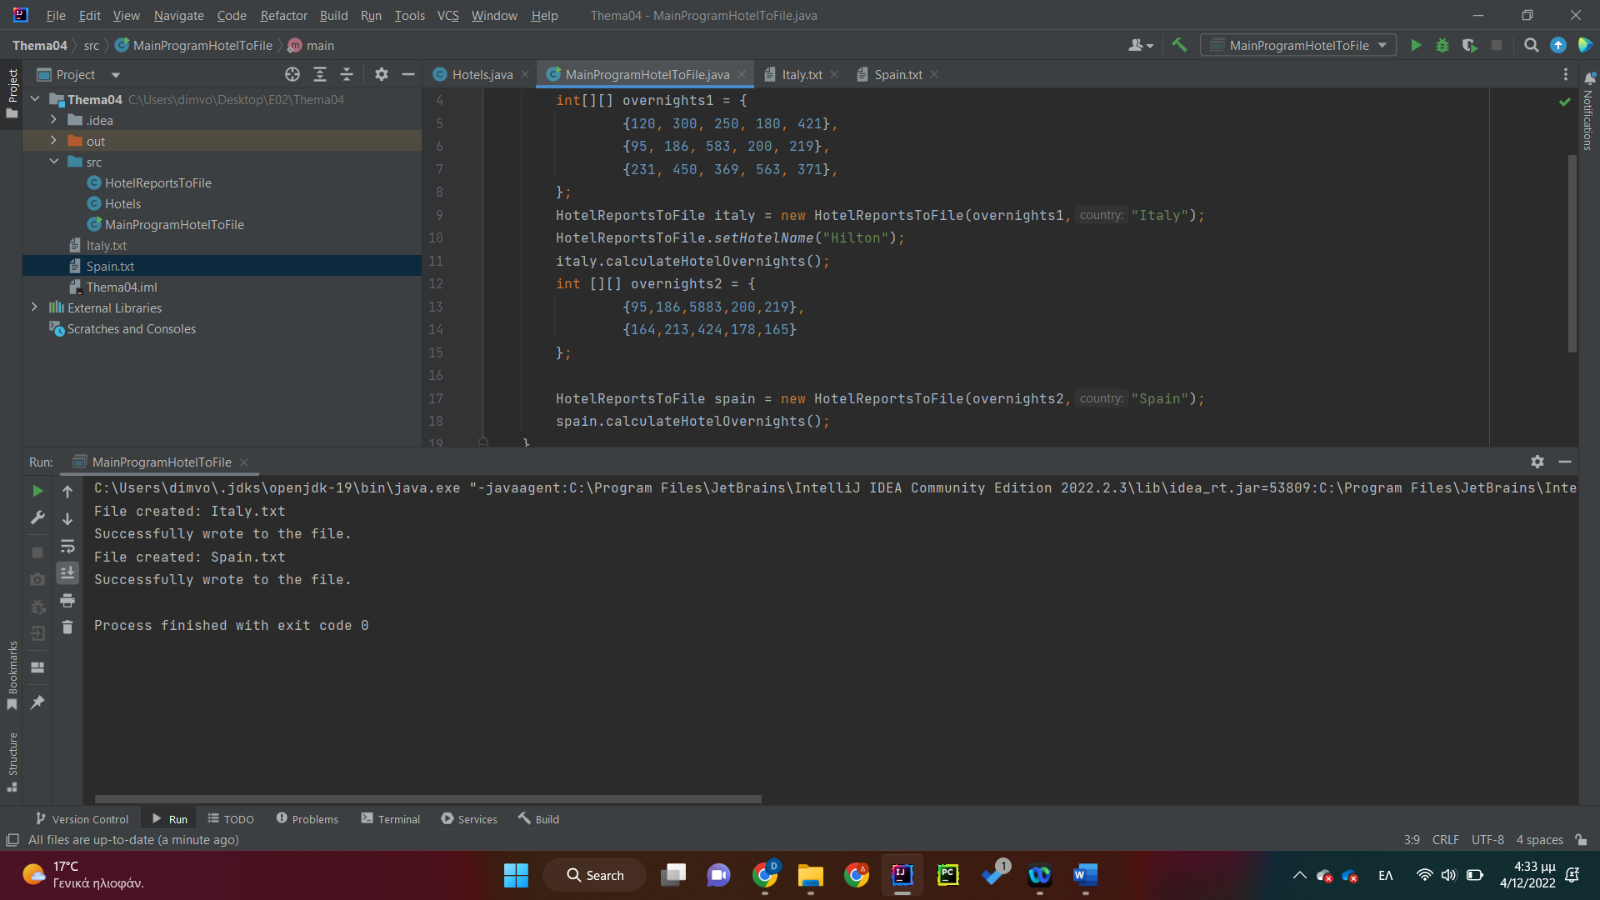 File Edit View Navigate Code Refactor Build Run Tools VCS Window Help Thema04 - MainProgramHotelToFile.java
Thema04 src MainProgramHotelToFile main MainProgramHotelToFile
Project
Hotels.java MainProgramHotelToFile.java Italy.txt Spain.txt
Project
Thema04 C:\Users\dimvo\Desktop\E02\Thema04
.idea
out
src
HotelReportsToFile
Hotels
MainProgramHotelToFile
Italy.txt
Spain.txt
Thema04.iml
External Libraries
Scratches and Consoles
4 int[][] overnights1 = {
5 {120, 300, 250, 180, 421},
6 {95, 186, 583, 200, 219},
7 {231, 450, 369, 563, 371},
8 };
9 HotelReportsToFile italy = new HotelReportsToFile(overnights1, country: "Italy");
10 HotelReportsToFile.setHotelName("Hilton");
11 italy.calculateHotelOvernights();
12 int [][] overnights2 = {
13 {95,186,5883,200,219},
14 {164,213,424,178,165}
15 };
16
17 HotelReportsToFile spain = new HotelReportsToFile(overnights2, country: "Spain");
18 spain.calculateHotelOvernights();
19 }
Notifications
Run: MainProgramHotelToFile
C:\Users\dimvo\.jdks\openjdk-19\bin\java.exe "-javaagent:C:\Program Files\JetBrains\IntelliJ IDEA Community Edition 2022.2.3\lib\idea_rt.jar=53809:C:\Program Files\JetBrains\Inte
File created: Italy.txt
Successfully wrote to the file.
File created: Spain.txt
Successfully wrote to the file.
Process finished with exit code 0
Bookmarks
Structure
Version Control Run TODO Problems Terminal Services Build
All files are up-to-date (a minute ago) 3:9 CRLF UTF-8 4 spaces
17°C
Γενικά ηλιοφάν.
Search
1
ΕΛ
4:33 μμ
4/12/2022